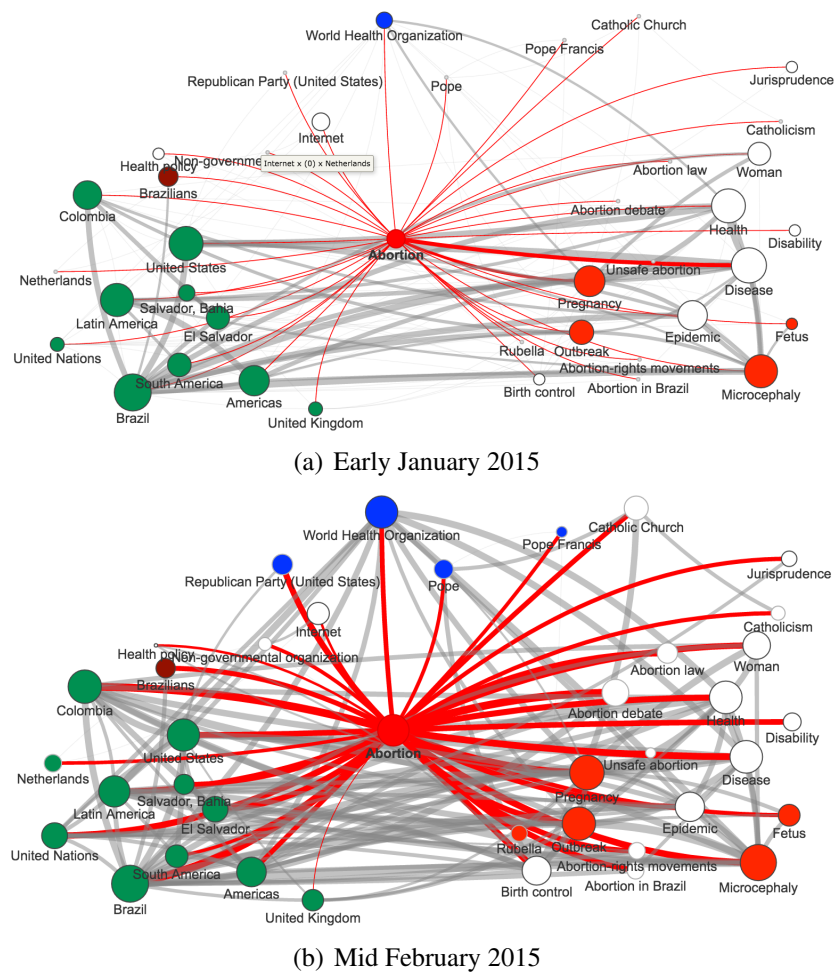 Catholic Church
World Health Organization
Pope Francis
Republican Party (United States)
Pope
Jurisprudence
Internet
Catholicism
Health policy
Non-governme
Internet x (0) x Netherlands
Woman
Brazilians
Abortion law
Colombia
Abortion debate
Health
Disability
United States
Abortion
Unsafe abortion
Netherlands
Disease
Salvador, Bahia
Pregnancy
Latin America
El Salvador
Epidemic
Fetus
United Nations
Rubella
Outbreak
South America
Abortion-rights movements
Brazil
Americas
Birth control
Abortion in Brazil
Microcephaly
United Kingdom
(a) Early January 2015
World Health Organization
Catholic Church
Pope Francis
Republican Party (United States)
Pope
Jurisprudence
Internet
Catholicism
Health policy
Non-governmental organization
Woman
Brazilians
Abortion law
Colombia
Abortion debate
Health
Disability
United States
Abortion
Unsafe abortion
Netherlands
Disease
Salvador, Bahia
Pregnancy
Latin America
El Salvador
Epidemic
Fetus
United Nations
Rubella
Outbreak
South America
Abortion-rights movements
Brazil
Americas
Birth control
Abortion in Brazil
Microcephaly
United Kingdom
(b) Mid February 2015